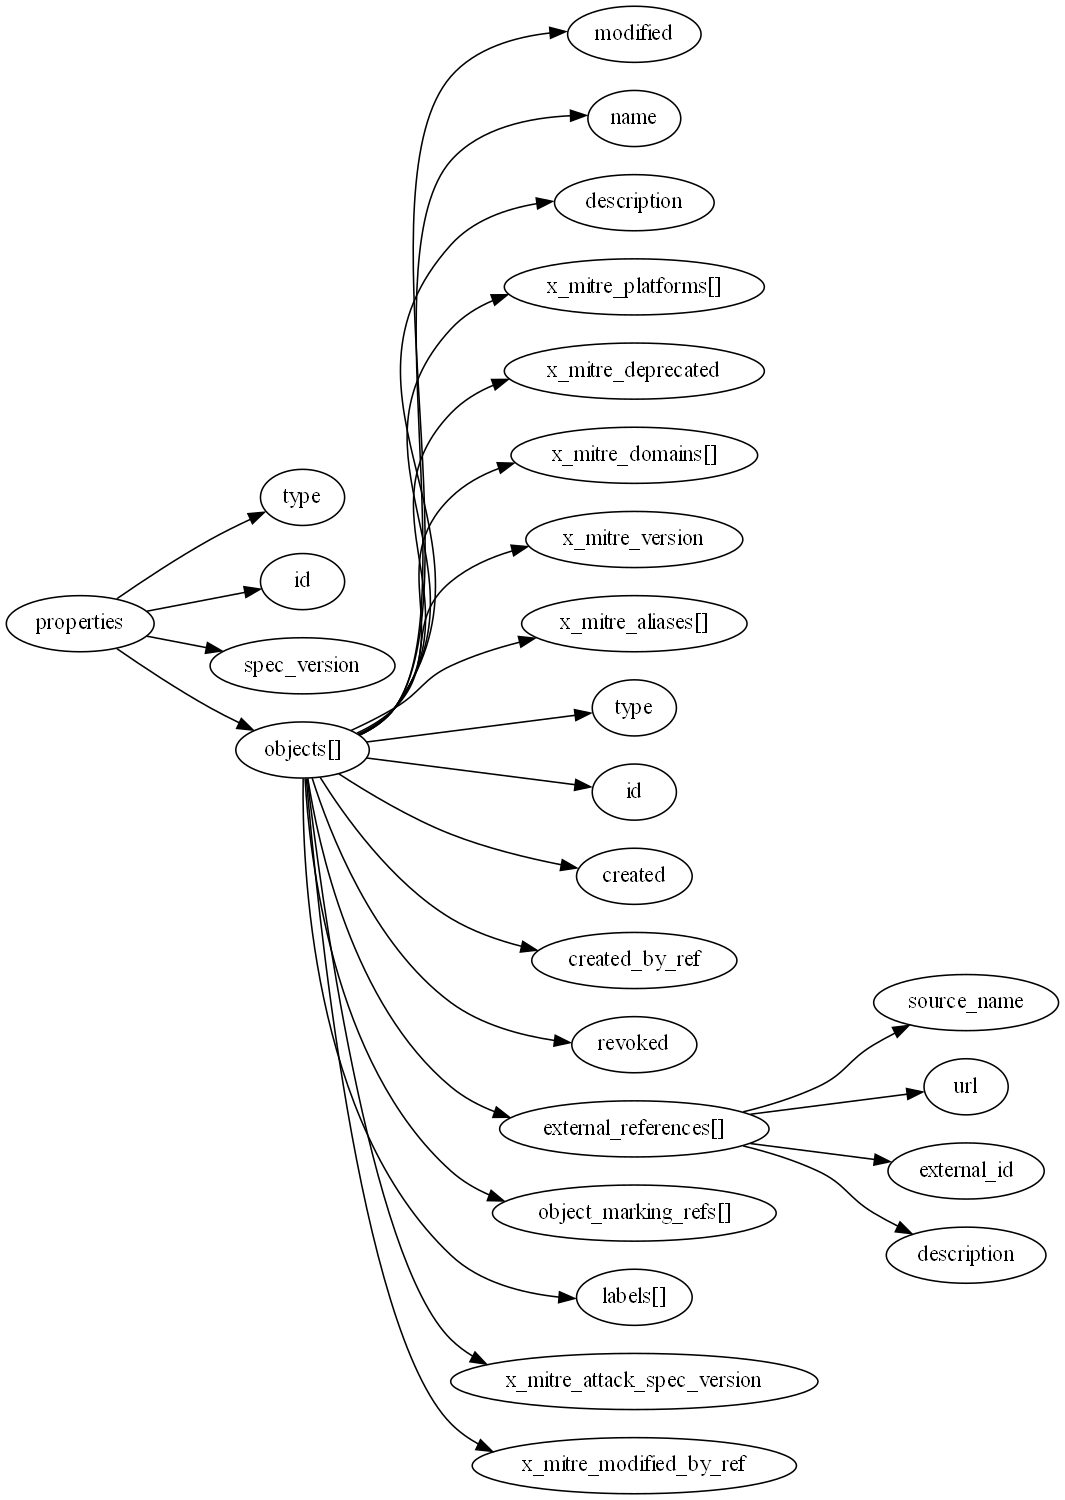 properties
type
id
spec_version
objects[]
modified
name
description
x_mitre_platforms[]
x_mitre_deprecated
x_mitre_domains[]
x_mitre_version
x_mitre_aliases[]
type
id
created
created_by_ref
revoked
external_references[]
object_marking_refs[]
labels[]
x_mitre_attack_spec_version
x_mitre_modified_by_ref
source_name
url
external_id
description